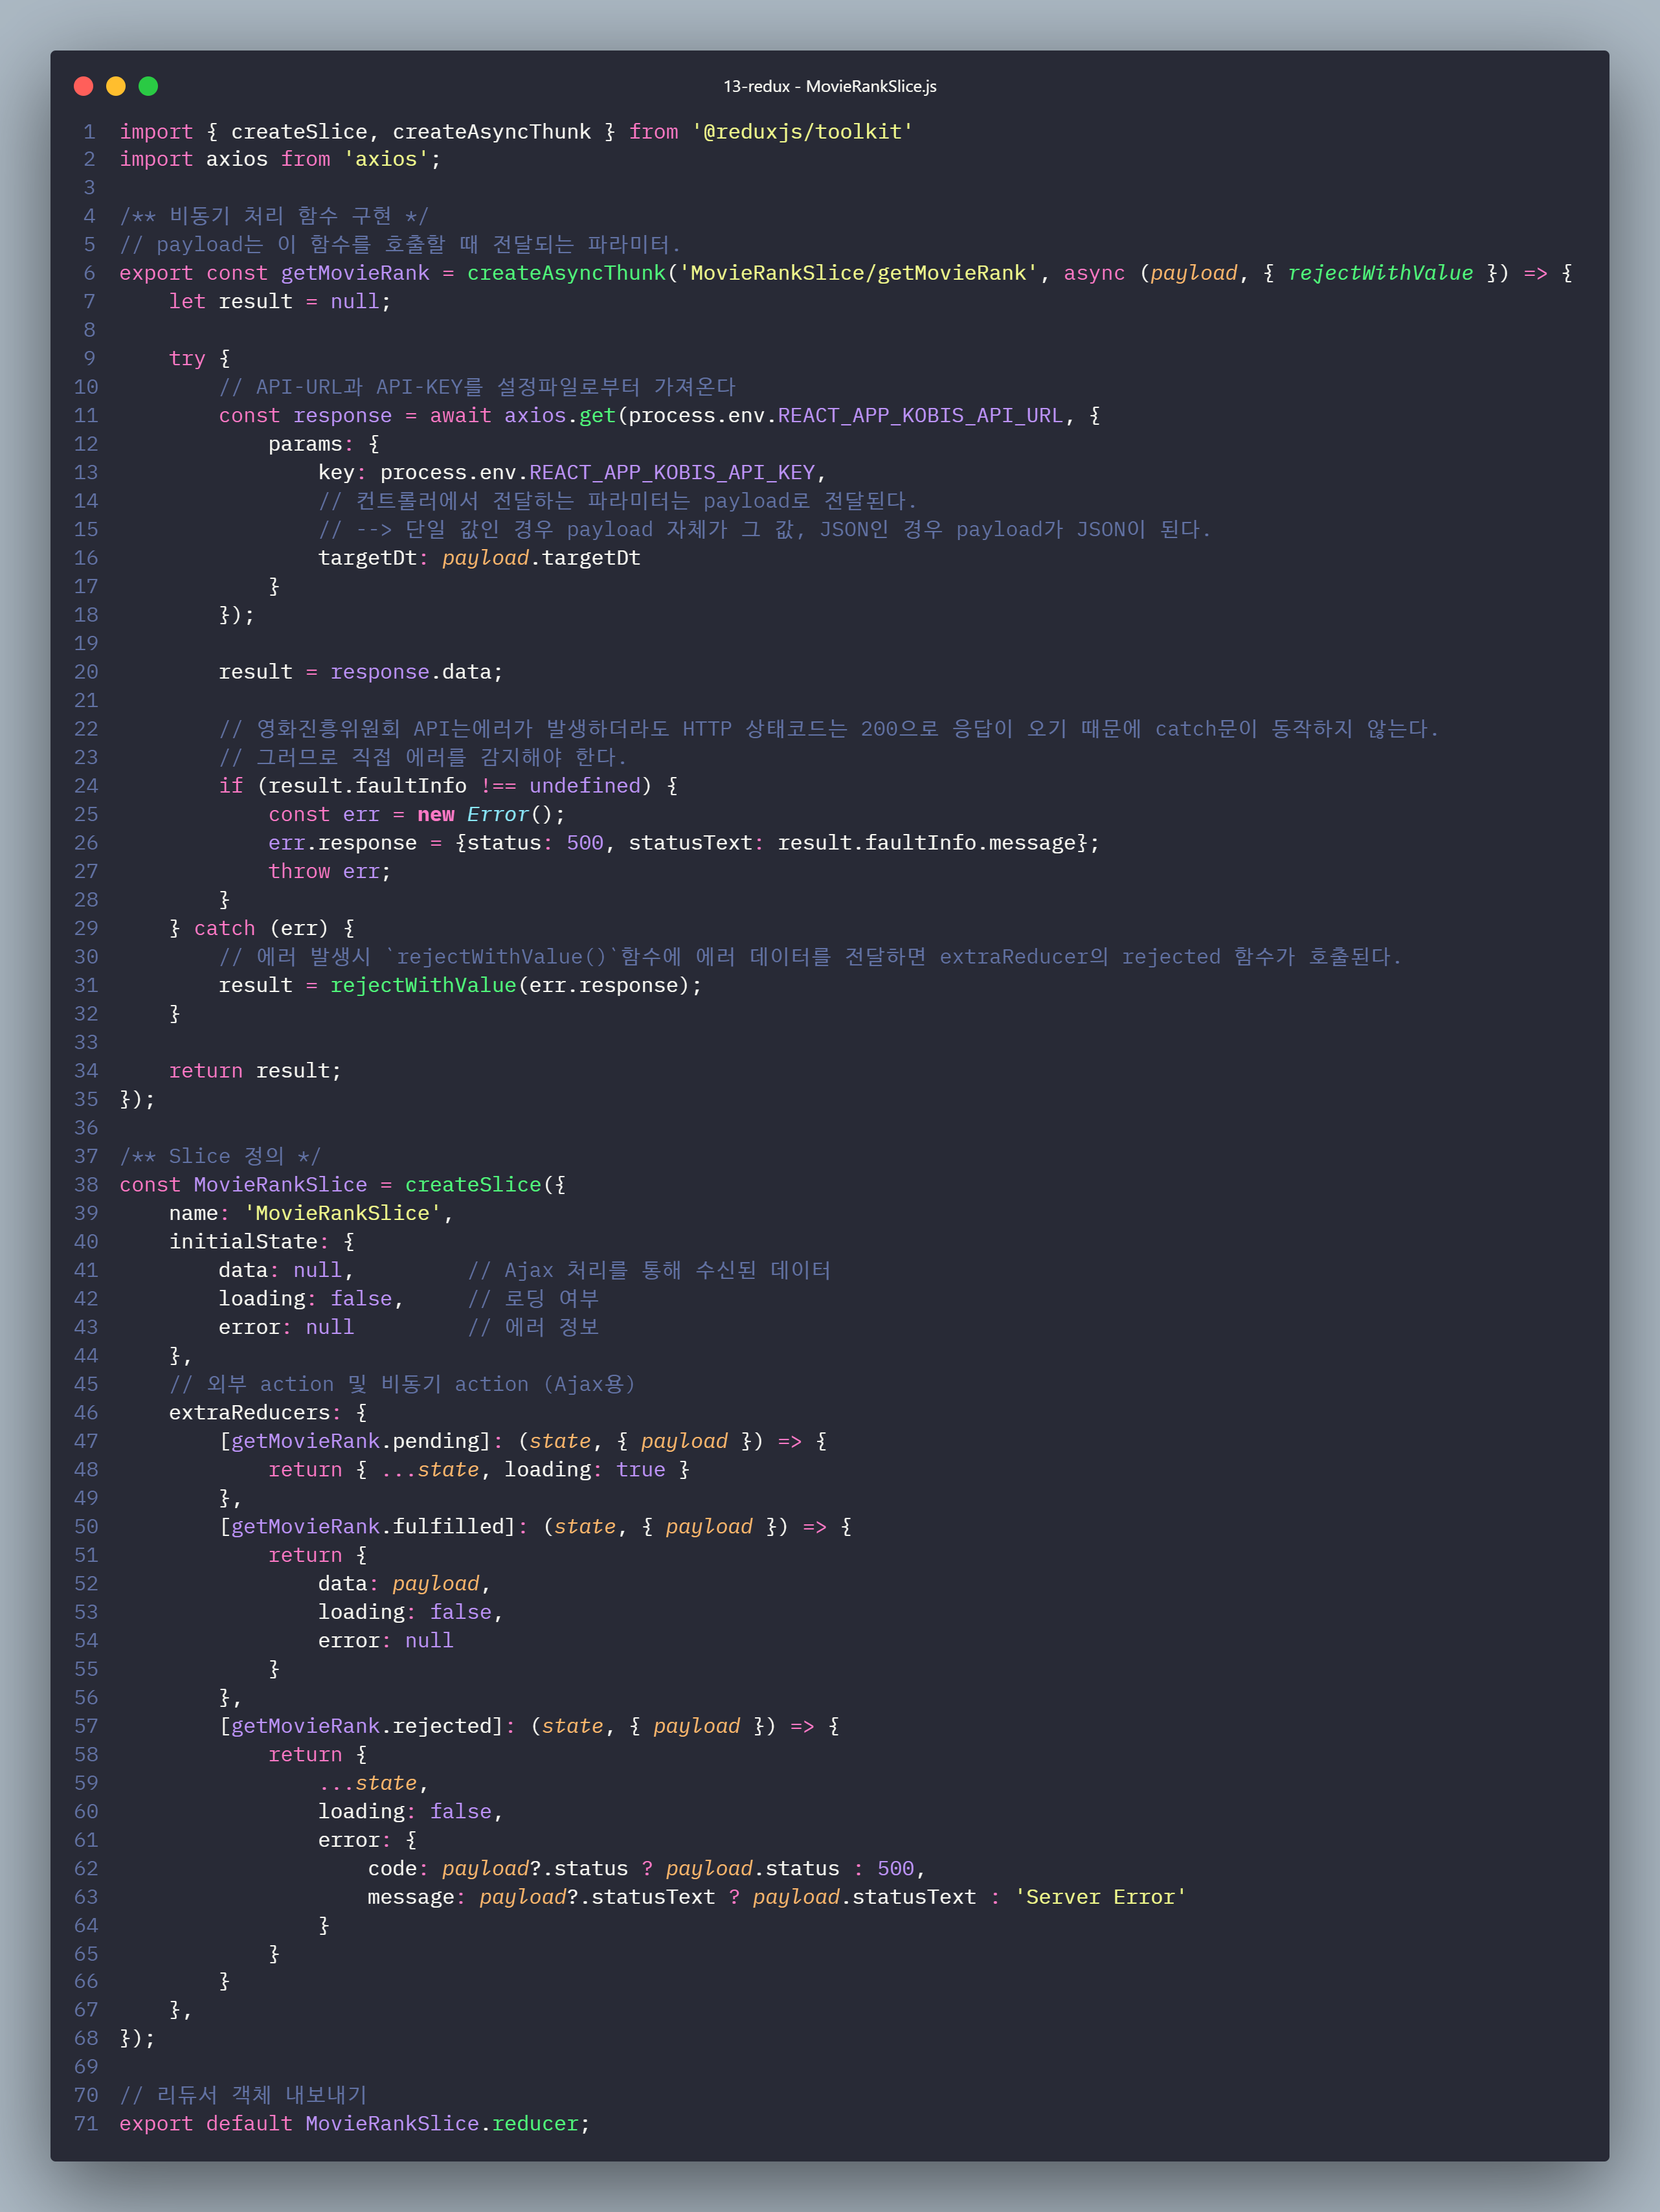 13-redux - MovieRankSlice.js
1 import { createSlice, createAsyncThunk } from '@reduxjs/toolkit'
2 import axios from 'axios';
3
4 /** 비동기 처리 함수 구현 */
5 // payload는 이 함수를 호출할 때 전달되는 파라미터.
6 export const getMovieRank = createAsyncThunk('MovieRankSlice/getMovieRank', async (payload, { rejectWithValue }) => {
7     let result = null;
8
9     try {
10         // API-URL과 API-KEY를 설정파일로부터 가져온다
11         const response = await axios.get(process.env.REACT_APP_KOBIS_API_URL, {
12             params: {
13                 key: process.env.REACT_APP_KOBIS_API_KEY,
14                 // 컨트롤러에서 전달하는 파라미터는 payload로 전달된다.
15                 // --> 단일 값인 경우 payload 자체가 그 값, JSON인 경우 payload가 JSON이 된다.
16                 targetDt: payload.targetDt
17             }
18         });
19
20         result = response.data;
21
22         // 영화진흥위원회 API는에러가 발생하더라도 HTTP 상태코드는 200으로 응답이 오기 때문에 catch문이 동작하지 않는다.
23         // 그러므로 직접 에러를 감지해야 한다.
24         if (result.faultInfo !== undefined) {
25             const err = new Error();
26             err.response = {status: 500, statusText: result.faultInfo.message};
27             throw err;
28         }
29     } catch (err) {
30         // 에러 발생시 `rejectWithValue()`함수에 에러 데이터를 전달하면 extraReducer의 rejected 함수가 호출된다.
31         result = rejectWithValue(err.response);
32     }
33
34     return result;
35 });
36
37 /** Slice 정의 */
38 const MovieRankSlice = createSlice({
39     name: 'MovieRankSlice',
40     initialState: {
41         data: null,         // Ajax 처리를 통해 수신된 데이터
42         loading: false,     // 로딩 여부
43         error: null         // 에러 정보
44     },
45     // 외부 action 및 비동기 action (Ajax용)
46     extraReducers: {
47         [getMovieRank.pending]: (state, { payload }) => {
48             return { ...state, loading: true }
49         },
50         [getMovieRank.fulfilled]: (state, { payload }) => {
51             return {
52                 data: payload,
53                 loading: false,
54                 error: null
55             }
56         },
57         [getMovieRank.rejected]: (state, { payload }) => {
58             return {
59                 ...state,
60                 loading: false,
61                 error: {
62                     code: payload?.status ? payload.status : 500,
63                     message: payload?.statusText ? payload.statusText : 'Server Error'
64                 }
65             }
66         }
67     },
68 });
69
70 // 리듀서 객체 내보내기
71 export default MovieRankSlice.reducer;